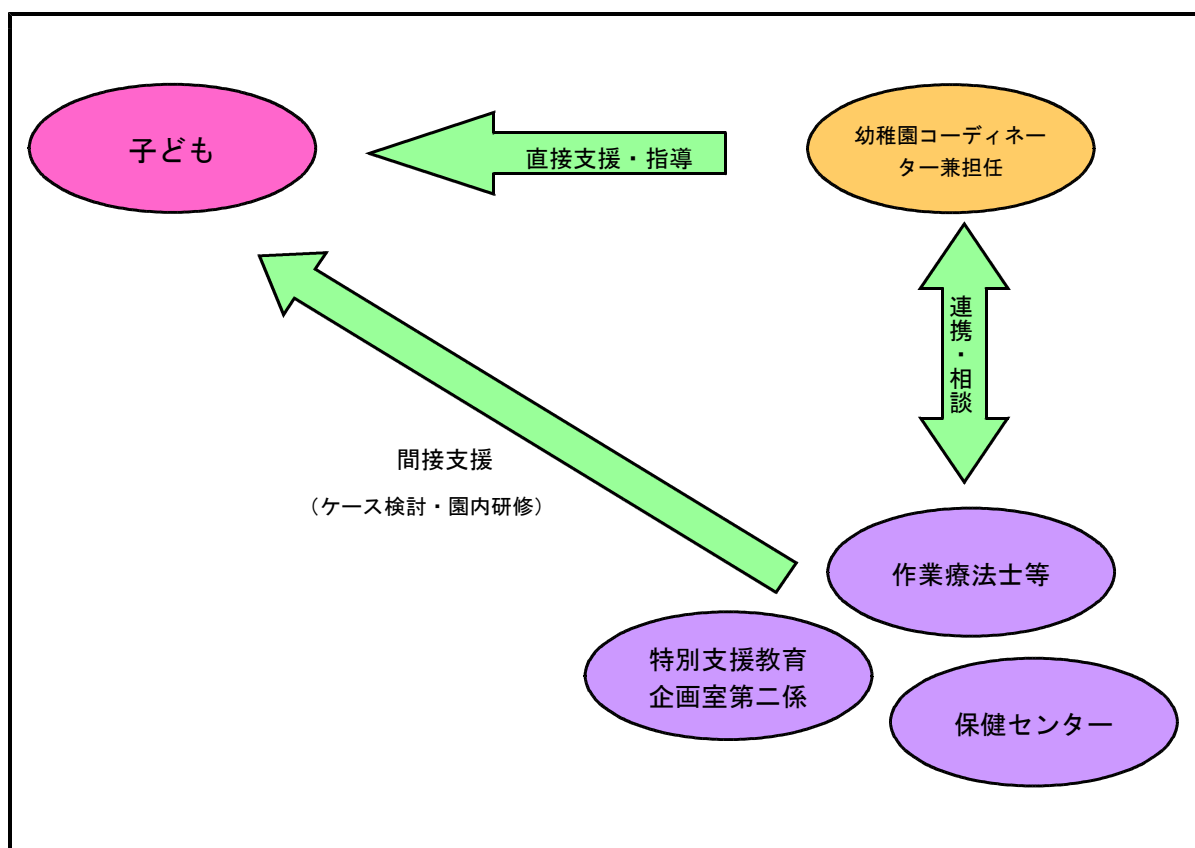 子ども
直接支援・指導
幼稚園コーディネー
ター兼担任
連携・相談
間接支援
（ケース検討・園内研修）
作業療法士等
特別支援教育
企画室第二係
保健センター